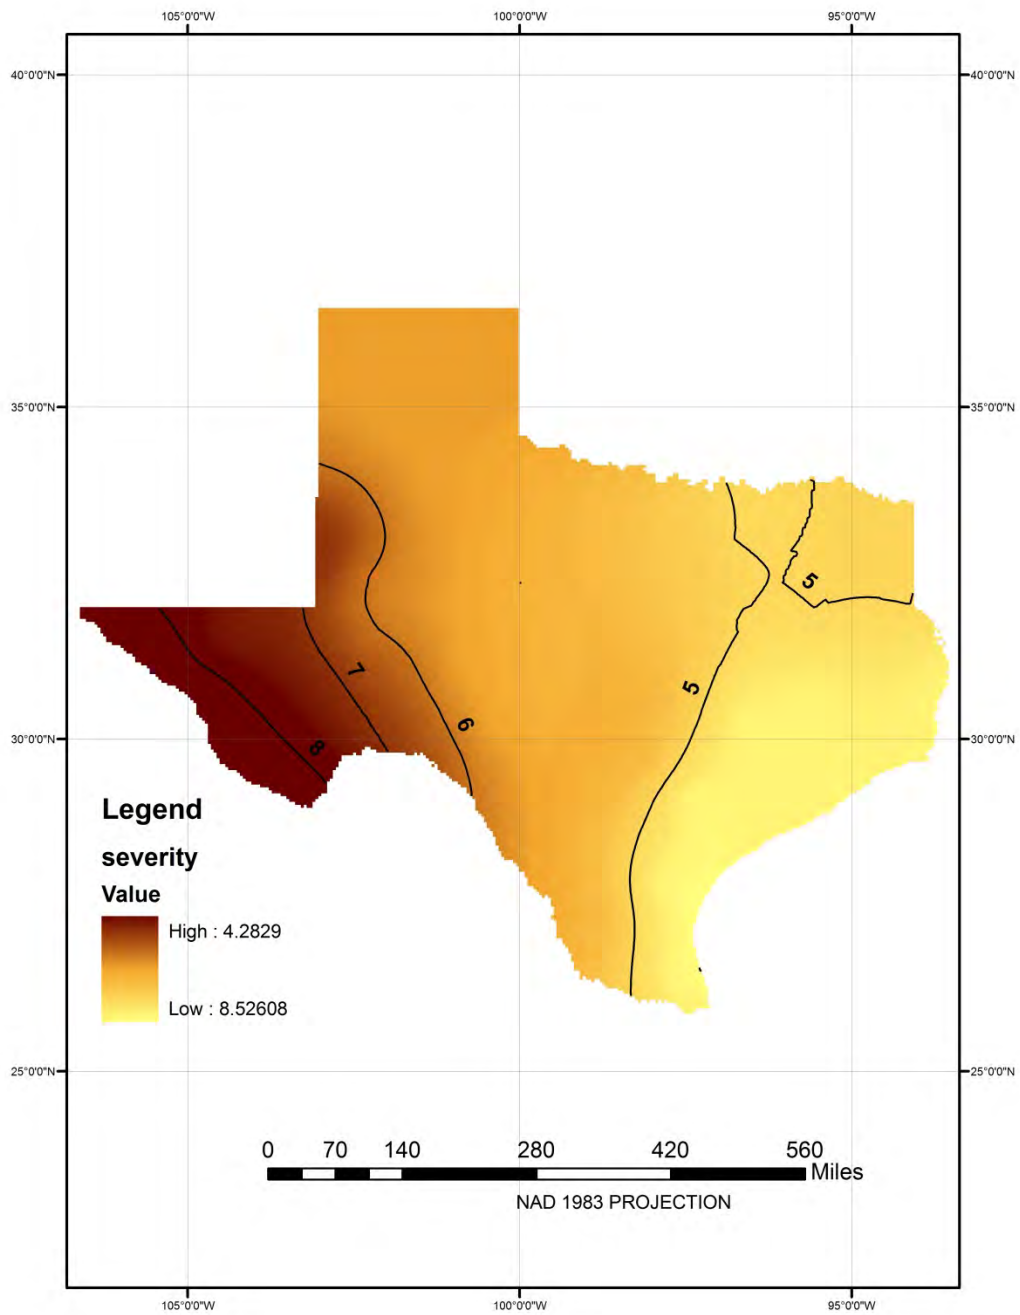 105°0'0"W 100°0'0"W 95°0'0"W
40°0'0"N 40°0'0"N
35°0'0"N 35°0'0"N
5
7
5
6
8
30°0'0"N 30°0'0"N
Legend
severity
Value
High : 4.2829
Low : 8.52608
25°0'0"N 25°0'0"N
0 70 140 280 420 560
Miles
NAD 1983 PROJECTION
105°0'0"W 100°0'0"W 95°0'0"W